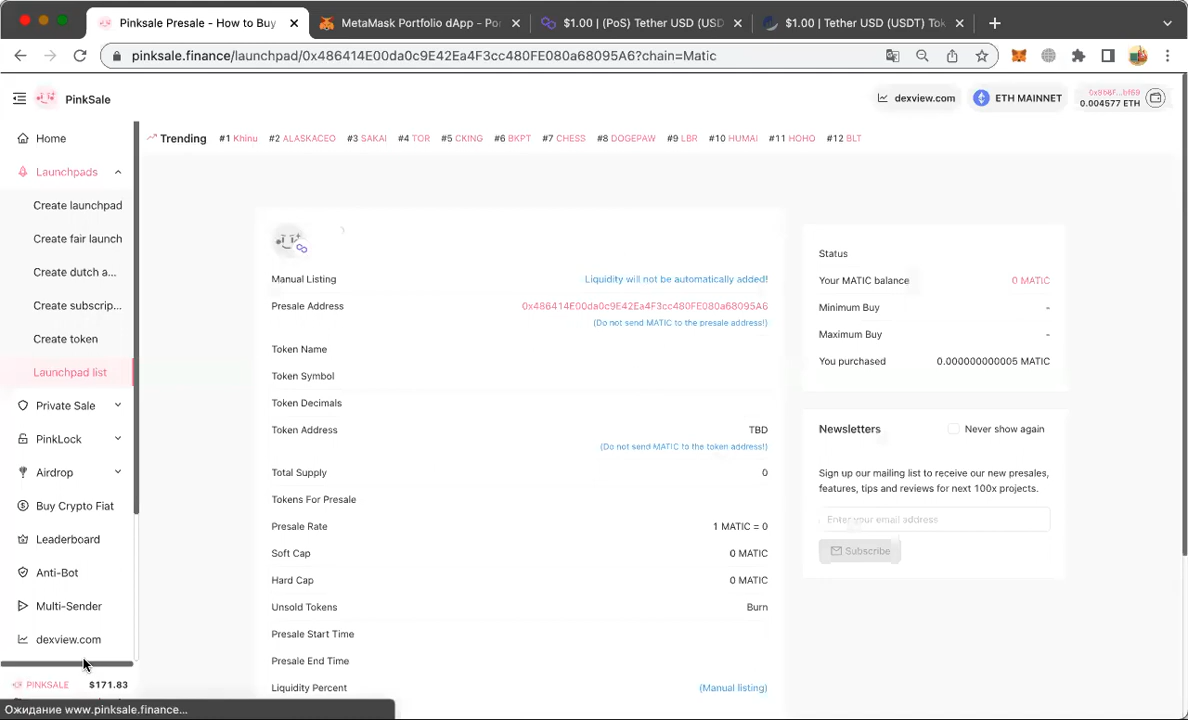 Pinksale Presale - How to Buy
MetaMask Portfolio dApp - Po
$1.00 | (PoS) Tether USD (USD
$1.00 | Tether USD (USDT) Tok
pinksale.finance/launchpad/0x486414E00da0c9E42Ea4F3cc480FE080a68095A6?chain=Matic
PinkSale
dexview.com
ETH MAINNET
0.004577 ETH
Home
Trending #1 Khinu #2 ALASKACEO #3 SAKAI #4 TOR #5 CKING #6 BKPT #7 CHESS #8 DOGEPAW #9 LBR #10 HUMAI #11 HOHO #12 BLT
Launchpads
Create launchpad
Create fair launch
Create dutch a...
Create subscrip...
Create token
Launchpad list
Private Sale
PinkLock
Airdrop
Buy Crypto Fiat
Leaderboard
Anti-Bot
Multi-Sender
dexview.com
PINKSALE $171.83
Manual Listing Liquidity will not be automatically added!
Presale Address 0x486414E00da0c9E42Ea4F3cc480FE080a68095A6
(Do not send MATIC to the presale address!)
Token Name
Token Symbol
Token Decimals
Token Address TBD
(Do not send MATIC to the token address!)
Total Supply 0
Tokens For Presale
Presale Rate 1 MATIC = 0
Soft Cap 0 MATIC
Hard Cap 0 MATIC
Unsold Tokens Burn
Presale Start Time
Presale End Time
Liquidity Percent (Manual listing)
Status
Your MATIC balance 0 MATIC
Minimum Buy -
Maximum Buy -
You purchased 0.000000000005 MATIC
Newsletters Never show again
Sign up our mailing list to receive our new presales,
features, tips and reviews for next 100x projects.
Enter your email address
Subscribe
Ожидание www.pinksale.finance...